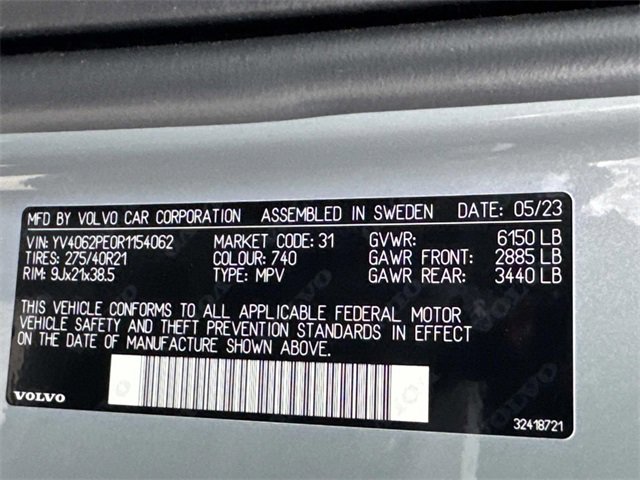 MFD BY VOLVO CAR CORPORATION ASSEMBLED IN SWEDEN DATE: 05/23
VIN: YV4062PE0R1154062 MARKET CODE: 31 GVWR: 6150 LB
TIRES: 275/40R21 COLOUR: 740 GAWR FRONT: 2885 LB
RIM: 9Jx21x38.5 TYPE: MPV GAWR REAR: 3440 LB
THIS VEHICLE CONFORMS TO ALL APPLICABLE FEDERAL MOTOR
VEHICLE SAFETY AND THEFT PREVENTION STANDARDS IN EFFECT
ON THE DATE OF MANUFACTURE SHOWN ABOVE.
VOLVO
32418721